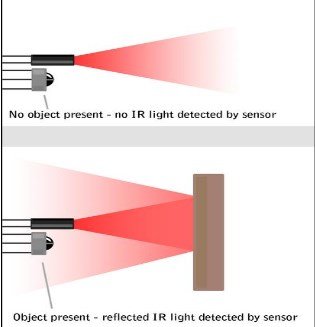 No object present - no IR light detected by sensor
Object present - reflected IR light detected by sensor